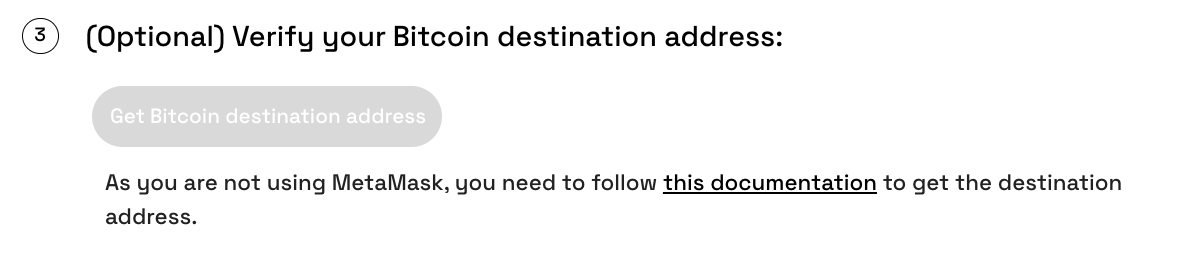 3 (Optional) Verify your Bitcoin destination address:
Get Bitcoin destination address
As you are not using MetaMask, you need to follow this documentation to get the destination
address.